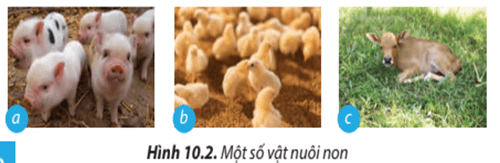 a b c
Hình 10.2. Một số vật nuôi non